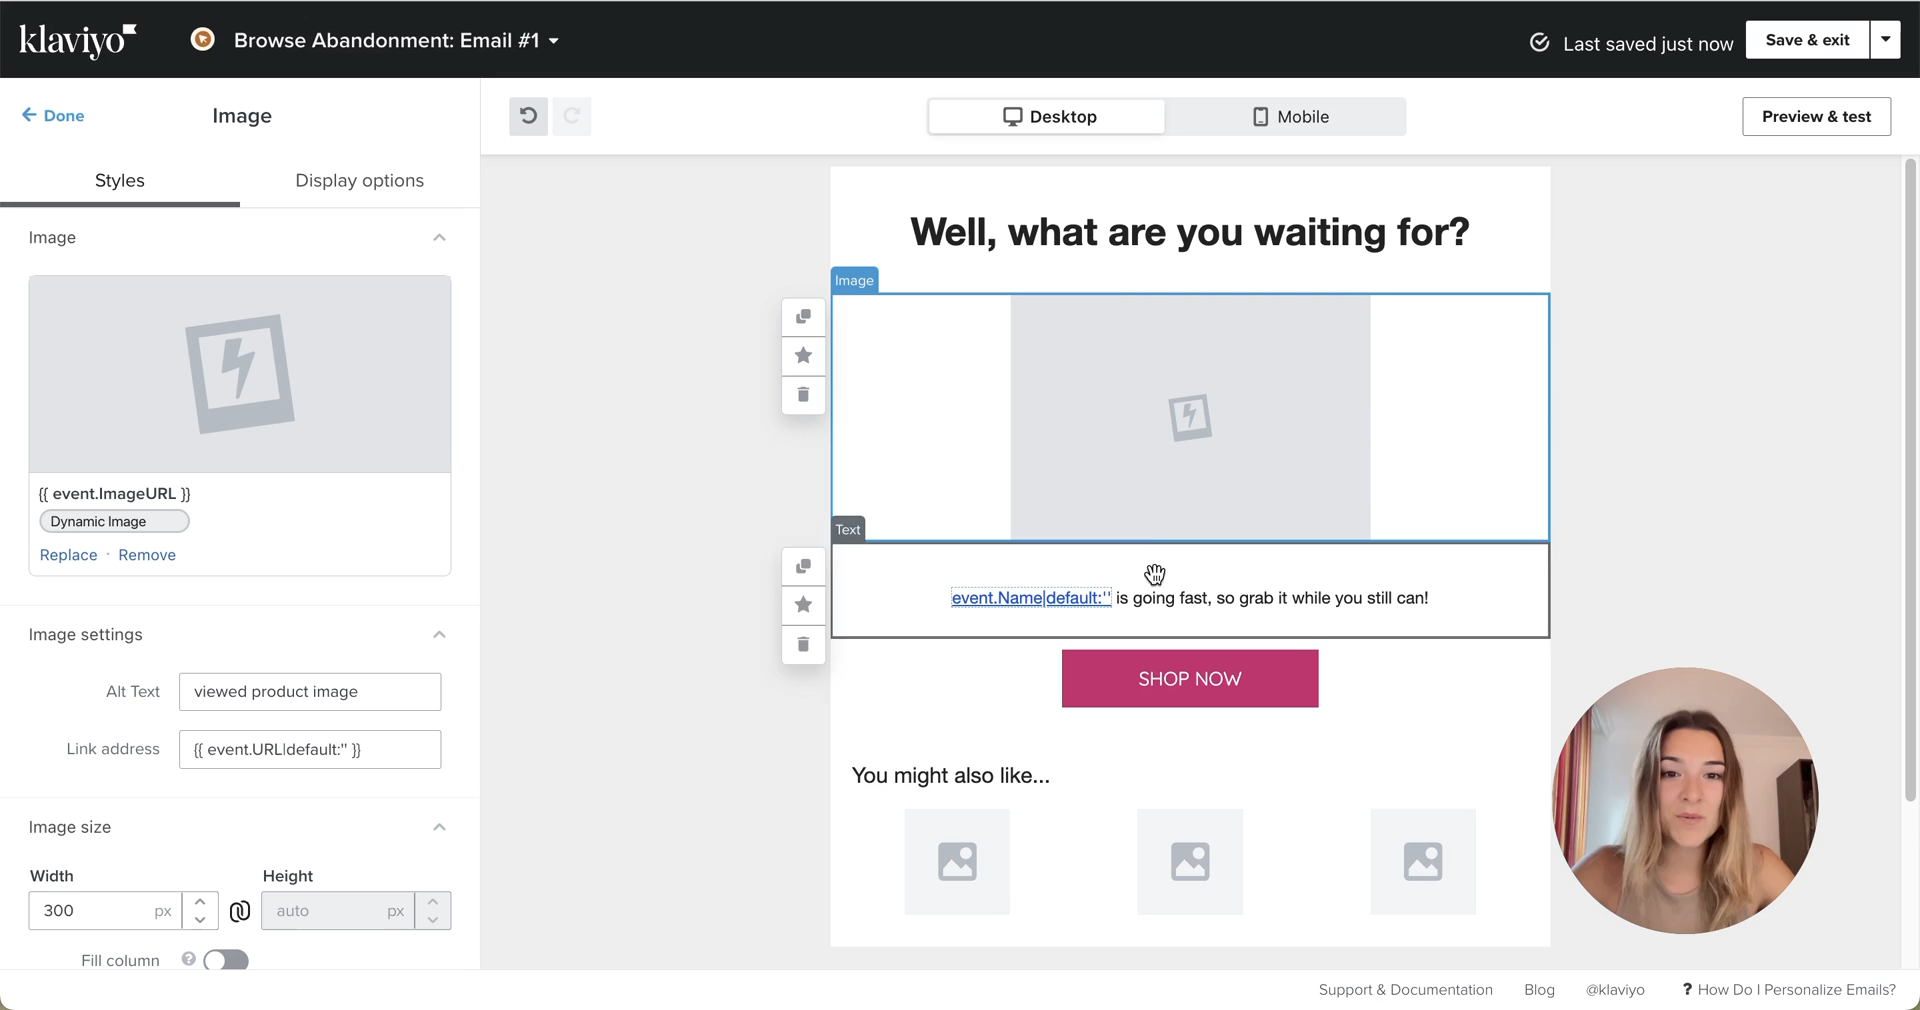 klaviyo
Browse Abandonment: Email #1
Last saved just now
Save & exit
Done
Image
Desktop
Mobile
Preview & test
Styles
Display options
Image
{{ event.ImageURL }}
Dynamic Image
Replace · Remove
Image settings
Alt Text
viewed product image
Link address
{{ event.URL|default:'' }}
Image size
Width
Height
300 px
auto px
Fill column
?
Well, what are you waiting for?
Image
Text
event.Name|default:'' is going fast, so grab it while you still can!
SHOP NOW
You might also like...
Support & Documentation
Blog
@klaviyo
? How Do I Personalize Emails?